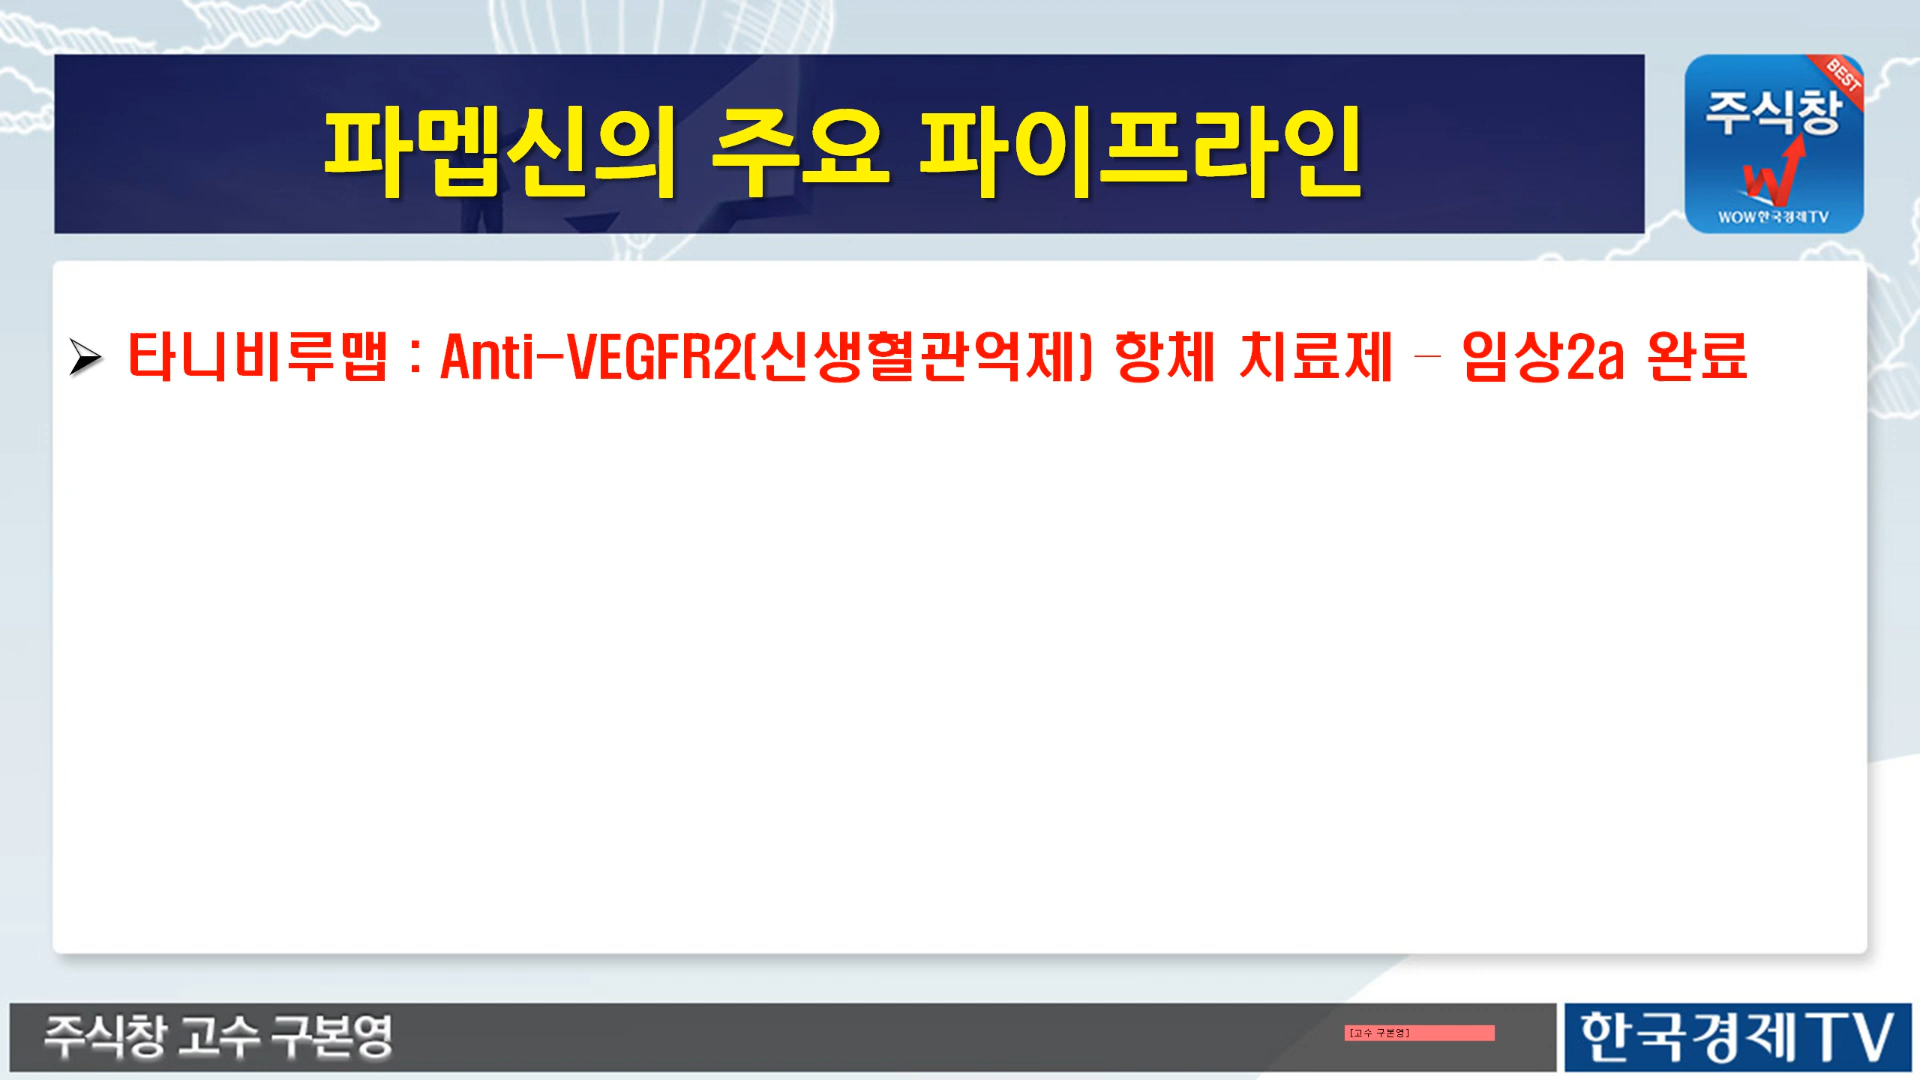 파멥신의 주요 파이프라인
BEST
주식창
WOW한국경제TV
➢ 타니비루맵 : Anti-VEGFR2(신생혈관억제) 항체 치료제 – 임상2a 완료
주식창 고수 구본영
[고수 구본영]
한국경제TV